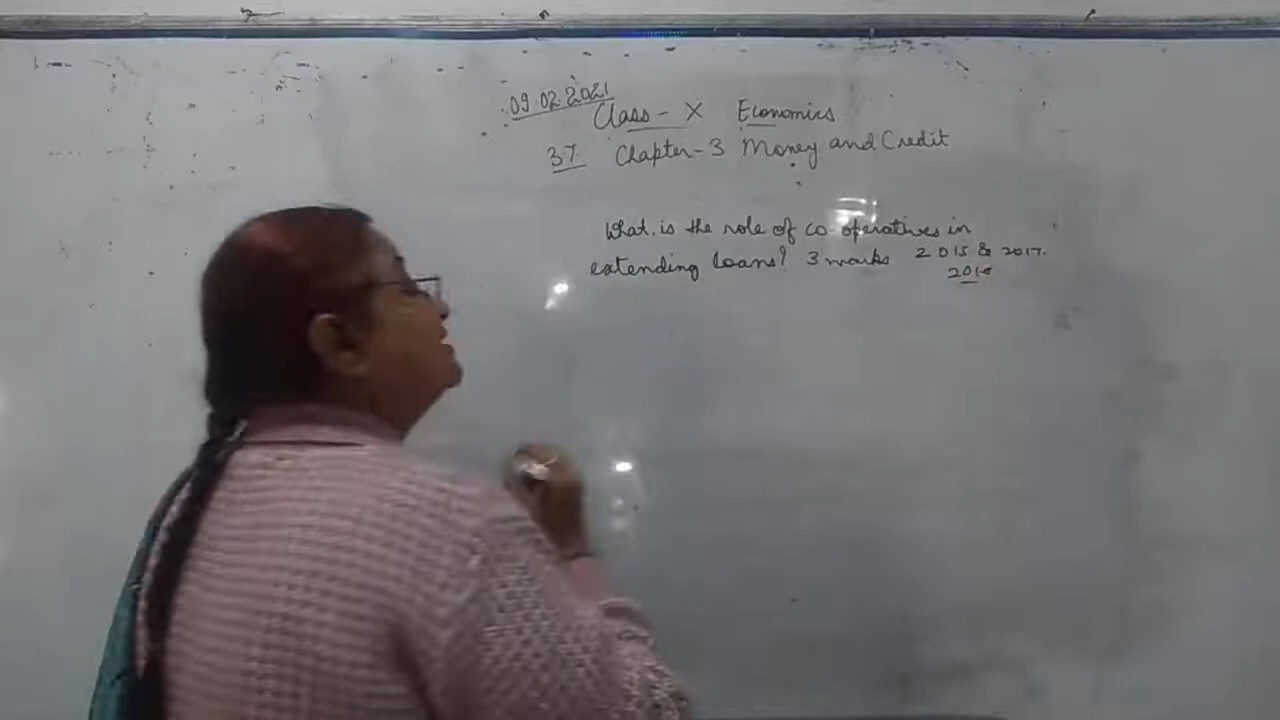 09.02.2021
Class - X Economics
37. Chapter - 3 Money and Credit
What is the role of co-operatives in
extending loans? 3 marks 2015 & 2017.